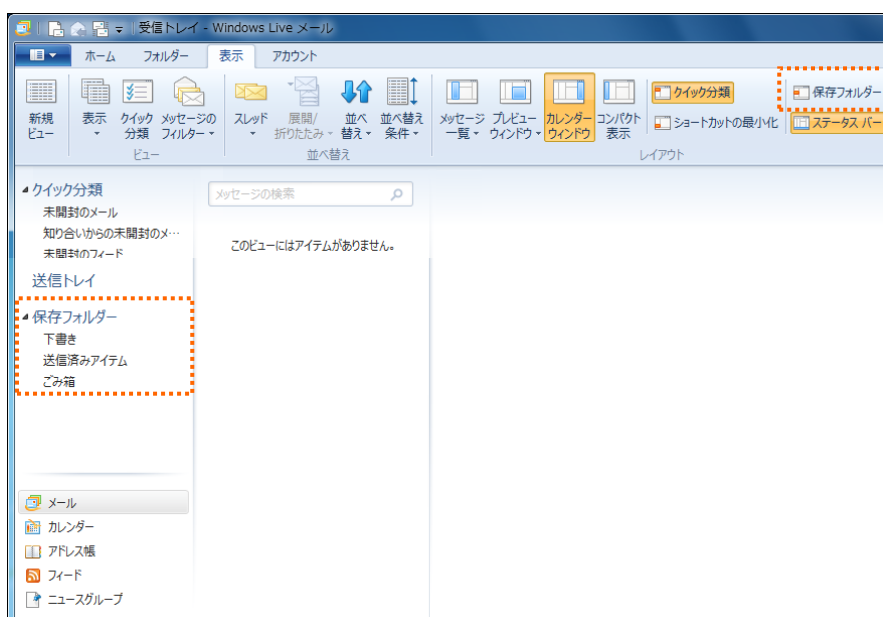 受信トレイ - Windows Live メール
ホーム フォルダー 表示 アカウント
新規
ビュー
表示
クイック
分類
メッセージの
フィルター
スレッド
展開/
折りたたみ
並べ
替え
並べ替え
条件
メッセージ
一覧
プレビュー
ウィンドウ
カレンダー
ウィンドウ
コンパクト
表示
クイック分類
ショートカットの最小化
保存フォルダー
ステータス バー
ビュー
並べ替え
レイアウト
クイック分類
未開封のメール
知り合いからの未開封のメ…
未開封のフィード
送信トレイ
保存フォルダー
下書き
送信済みアイテム
ごみ箱
メッセージの検索
このビューにはアイテムがありません。
メール
カレンダー
アドレス帳
フィード
ニュースグループ